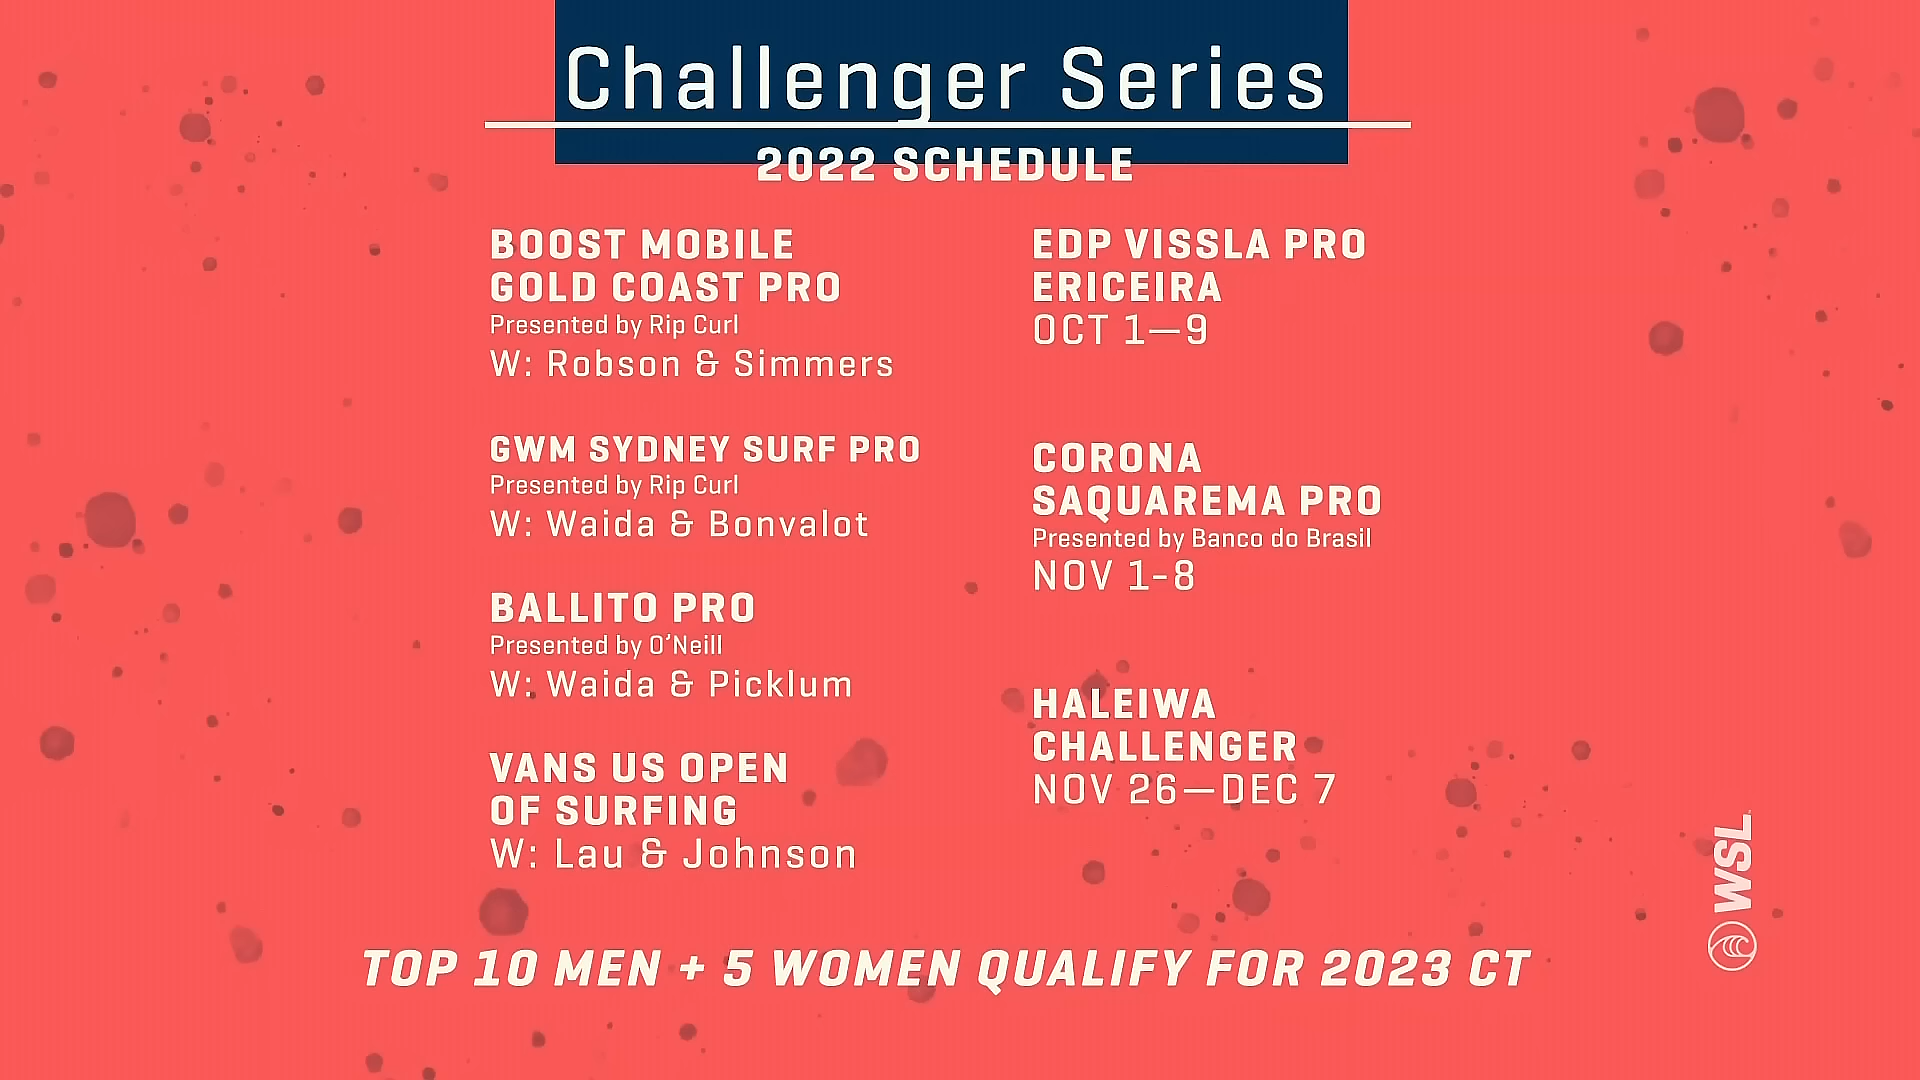 Challenger Series
2022 SCHEDULE
BOOST MOBILE
GOLD COAST PRO
Presented by Rip Curl
W: Robson & Simmers
GWM SYDNEY SURF PRO
Presented by Rip Curl
W: Waida & Bonvalot
BALLITO PRO
Presented by O'Neill
W: Waida & Picklum
VANS US OPEN
OF SURFING
W: Lau & Johnson
EDP VISSLA PRO
ERICEIRA
OCT 1—9
CORONA
SAQUAREMA PRO
Presented by Banco do Brasil
NOV 1-8
HALEIWA
CHALLENGER
NOV 26—DEC 7
WSL
TOP 10 MEN + 5 WOMEN QUALIFY FOR 2023 CT